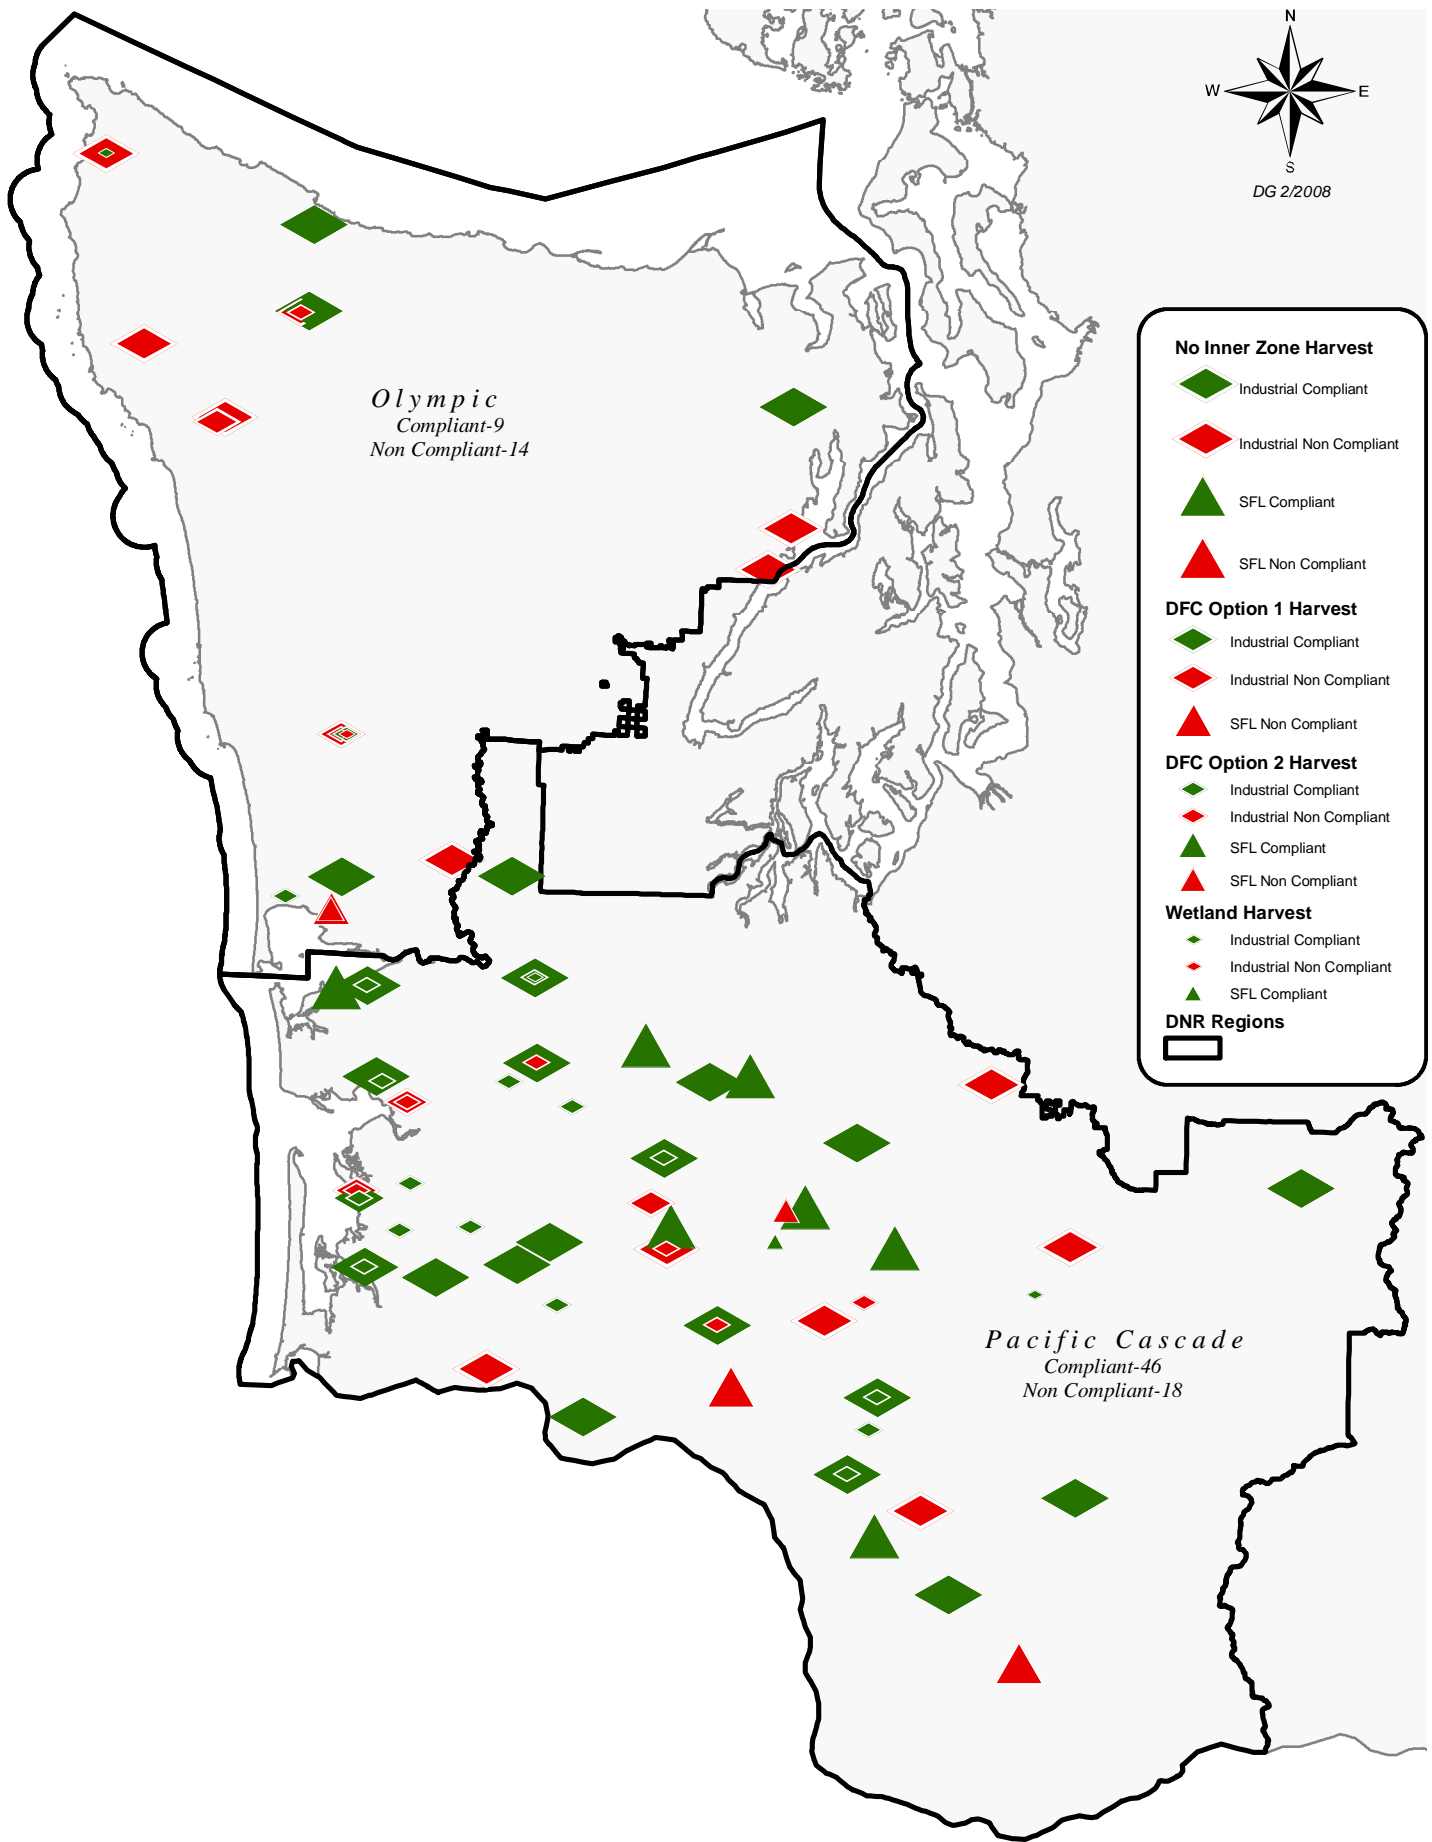 N
W
E
S
DG 2/2008
No Inner Zone Harvest
Industrial Compliant
Industrial Non Compliant
SFL Compliant
SFL Non Compliant
DFC Option 1 Harvest
Industrial Compliant
Industrial Non Compliant
SFL Non Compliant
DFC Option 2 Harvest
Industrial Compliant
Industrial Non Compliant
SFL Compliant
SFL Non Compliant
Wetland Harvest
Industrial Compliant
Industrial Non Compliant
SFL Compliant
DNR Regions
Olympic
Compliant-9
Non Compliant-14
Pacific Cascade
Compliant-46
Non Compliant-18